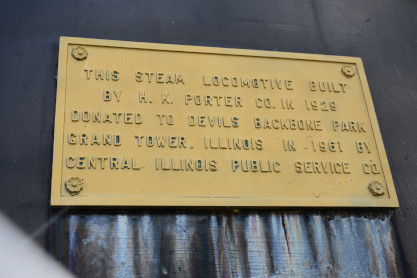 THIS STEAM LOCOMOTIVE BUILT
BY H. K. PORTER CO. IN 1929
DONATED TO DEVILS BACKBONE PARK
GRAND TOWER, ILLINOIS IN 1961 BY
CENTRAL ILLINOIS PUBLIC SERVICE CO.